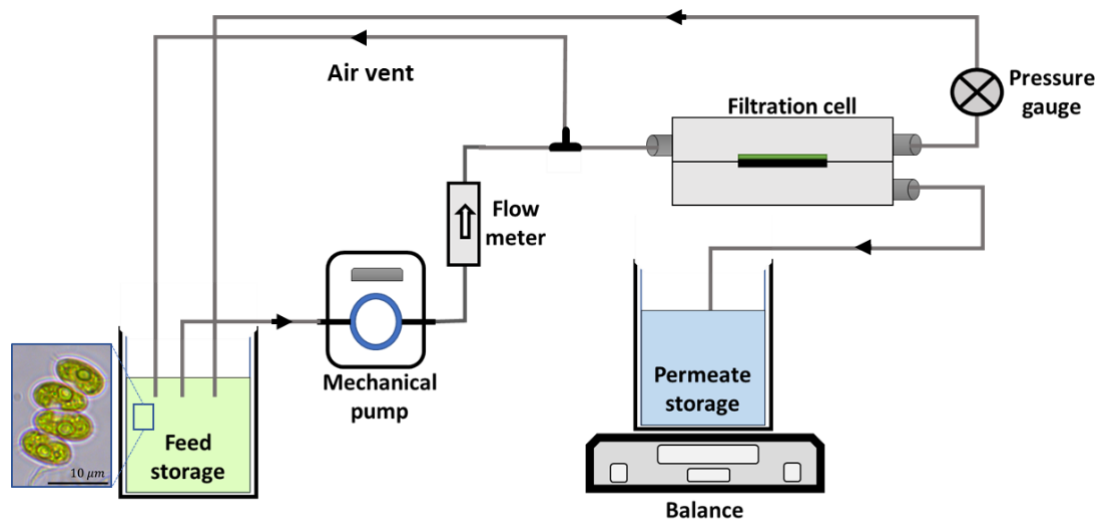 Air vent
Pressure
gauge
Filtration cell
Flow
meter
Mechanical
pump
Permeate
storage
Feed
storage
10 μm
Balance